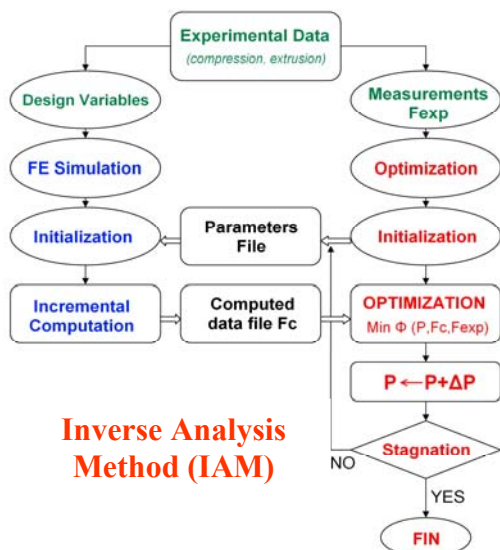 Experimental Data
(compression, extrusion)
Design Variables
Measurements
Fexp
FE Simulation
Optimization
Initialization
Parameters
File
Initialization
Incremental
Computation
Computed
data file Fc
OPTIMIZATION
Min Φ (P,Fc,Fexp)
P ←P+ΔP
Inverse Analysis
Method (IAM)
Stagnation
NO
YES
FIN